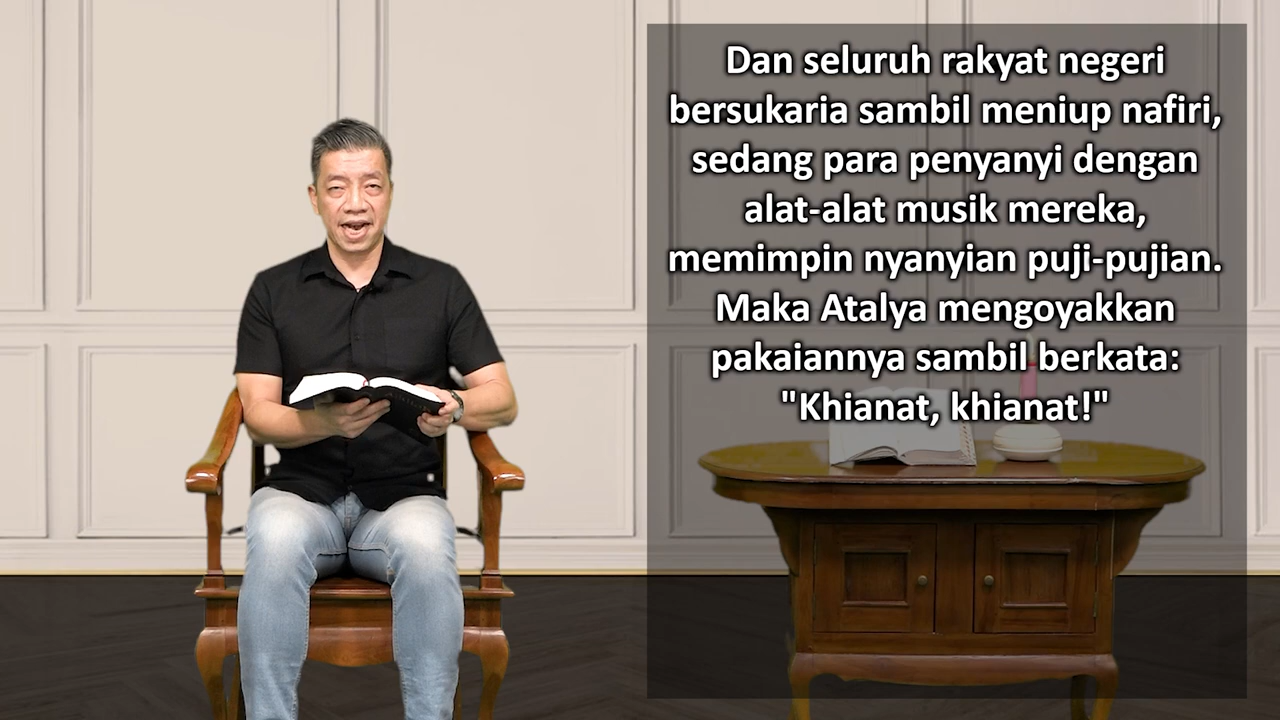 Dan seluruh rakyat negeri
bersukaria sambil meniup nafiri,
sedang para penyanyi dengan
alat-alat musik mereka,
memimpin nyanyian puji-pujian.
Maka Atalya mengoyakkan
pakaiannya sambil berkata:
"Khianat, khianat!"